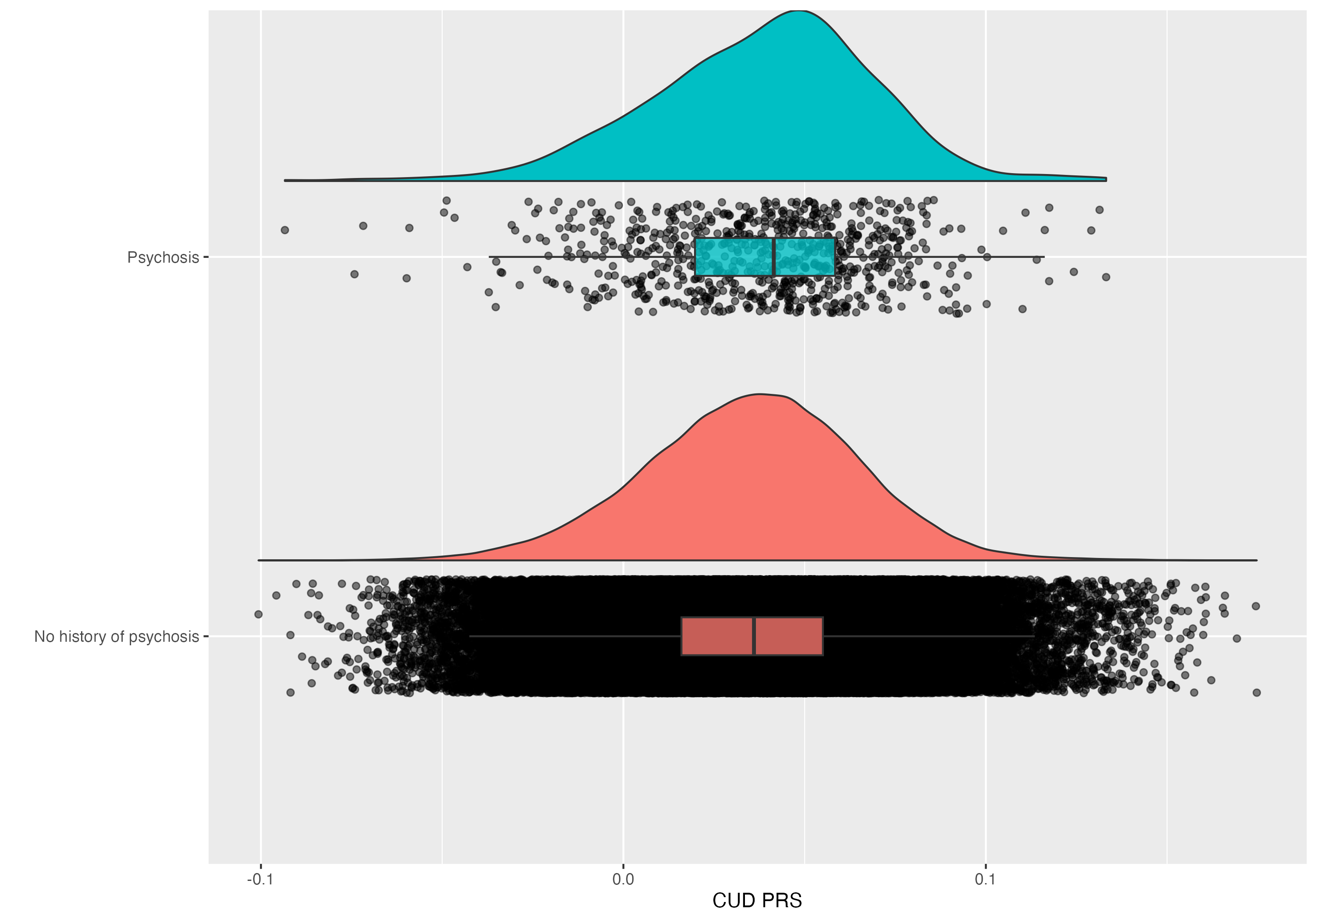 Psychosis
No history of psychosis
-0.1
0.0
0.1
CUD PRS